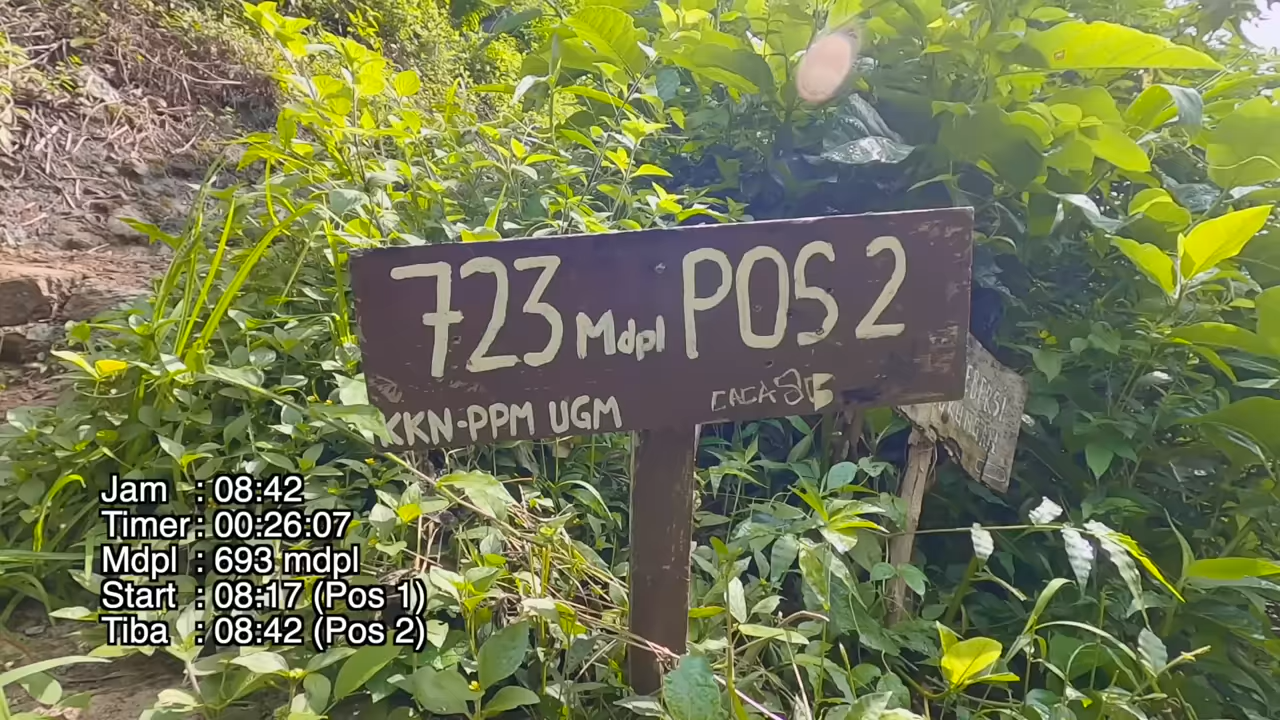 723 Mdpl POS 2
KKN-PPM UGM
Jam : 08:42
Timer : 00:26:07
Mdpl : 693 mdpl
Start : 08:17 (Pos 1)
Tiba : 08:42 (Pos 2)